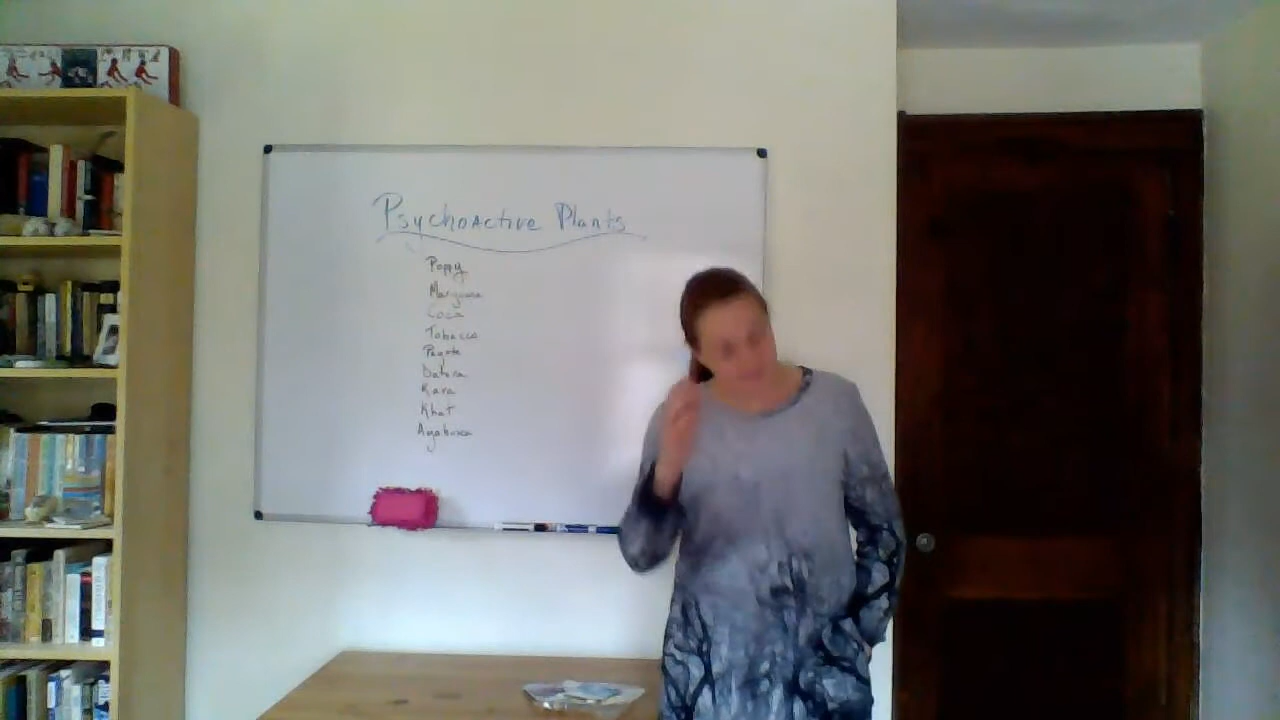 Psychoactive Plants
Poppy
Marijuana
Coca
Tobacco
Peyote
Datura
Kava
Khat
Ayahuasca